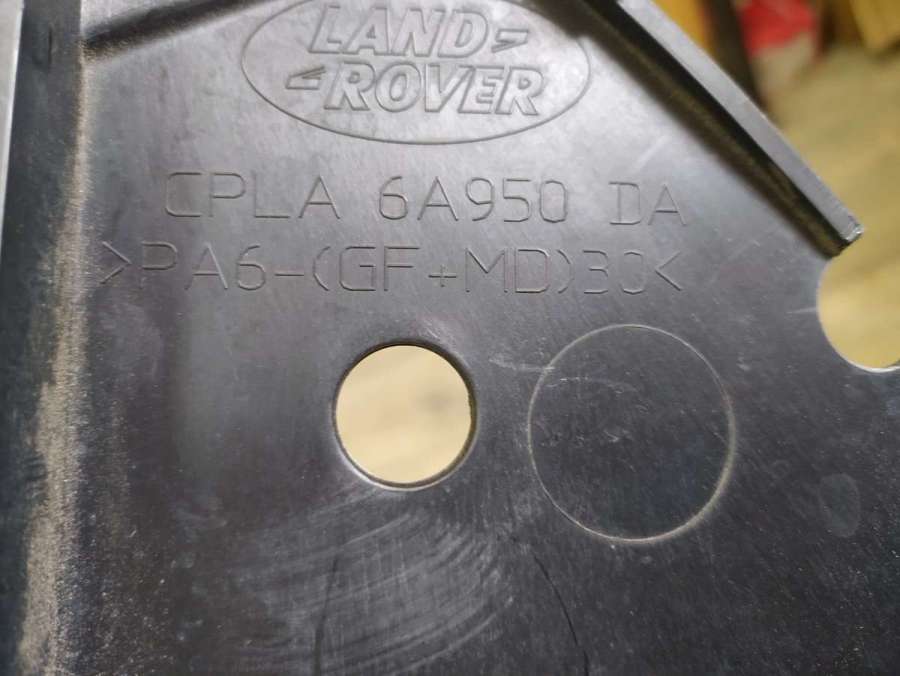 LAND
ROVER
CPLA 6A950 DA
>PA6-(GF+MD)30<